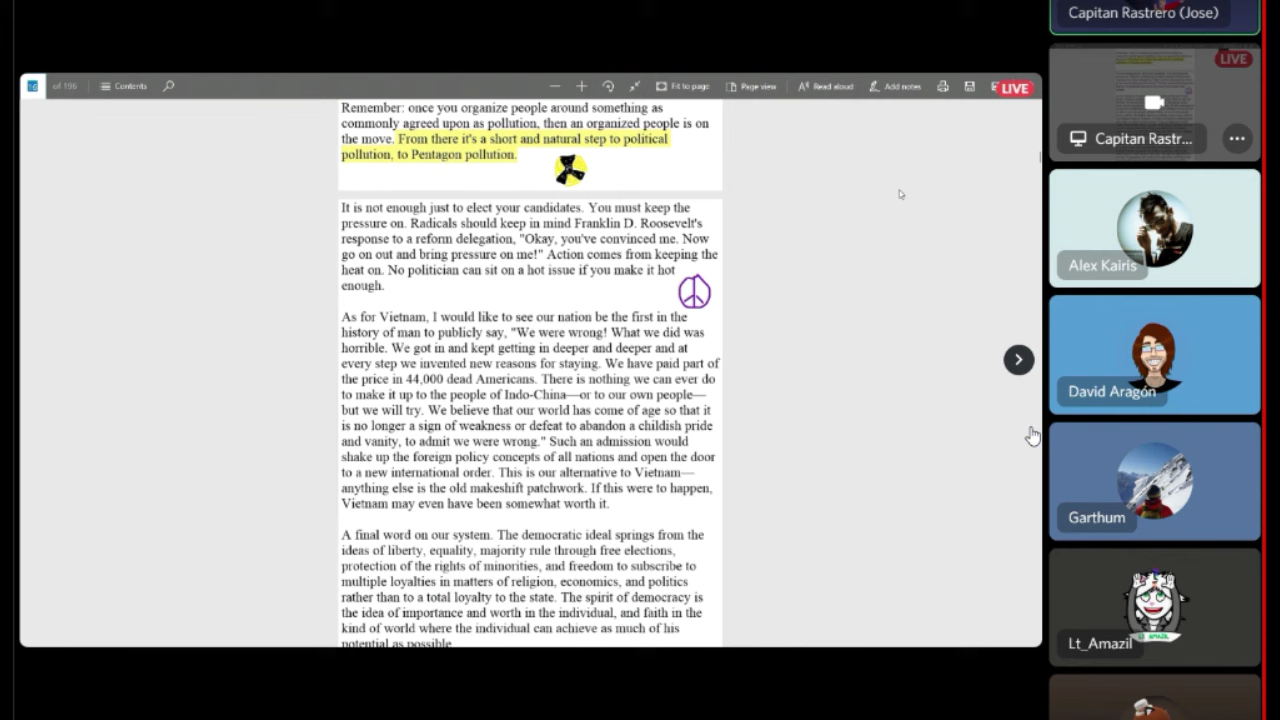 Capitan Rastrero (Jose)
LIVE
Capitan Rastr...
of 196
Contents
Fit to page
Page view
Read aloud
Add notes
LIVE
Remember: once you organize people around something as
commonly agreed upon as pollution, then an organized people is on
the move. From there it's a short and natural step to political
pollution, to Pentagon pollution.
It is not enough just to elect your candidates. You must keep the
pressure on. Radicals should keep in mind Franklin D. Roosevelt's
response to a reform delegation, "Okay, you've convinced me. Now
go on out and bring pressure on me!" Action comes from keeping the
heat on. No politician can sit on a hot issue if you make it hot
enough.
As for Vietnam, I would like to see our nation be the first in the
history of man to publicly say, "We were wrong! What we did was
horrible. We got in and kept getting in deeper and deeper and at
every step we invented new reasons for staying. We have paid part of
the price in 44,000 dead Americans. There is nothing we can ever do
to make it up to the people of Indo-China—or to our own people—
but we will try. We believe that our world has come of age so that it
is no longer a sign of weakness or defeat to abandon a childish pride
and vanity, to admit we were wrong." Such an admission would
shake up the foreign policy concepts of all nations and open the door
to a new international order. This is our alternative to Vietnam—
anything else is the old makeshift patchwork. If this were to happen,
Vietnam may even have been somewhat worth it.
A final word on our system. The democratic ideal springs from the
ideas of liberty, equality, majority rule through free elections,
protection of the rights of minorities, and freedom to subscribe to
multiple loyalties in matters of religion, economics, and politics
rather than to a total loyalty to the state. The spirit of democracy is
the idea of importance and worth in the individual, and faith in the
kind of world where the individual can achieve as much of his
potential as possible
Alex Kairis
David Aragón
Garthum
Lt_Amazil